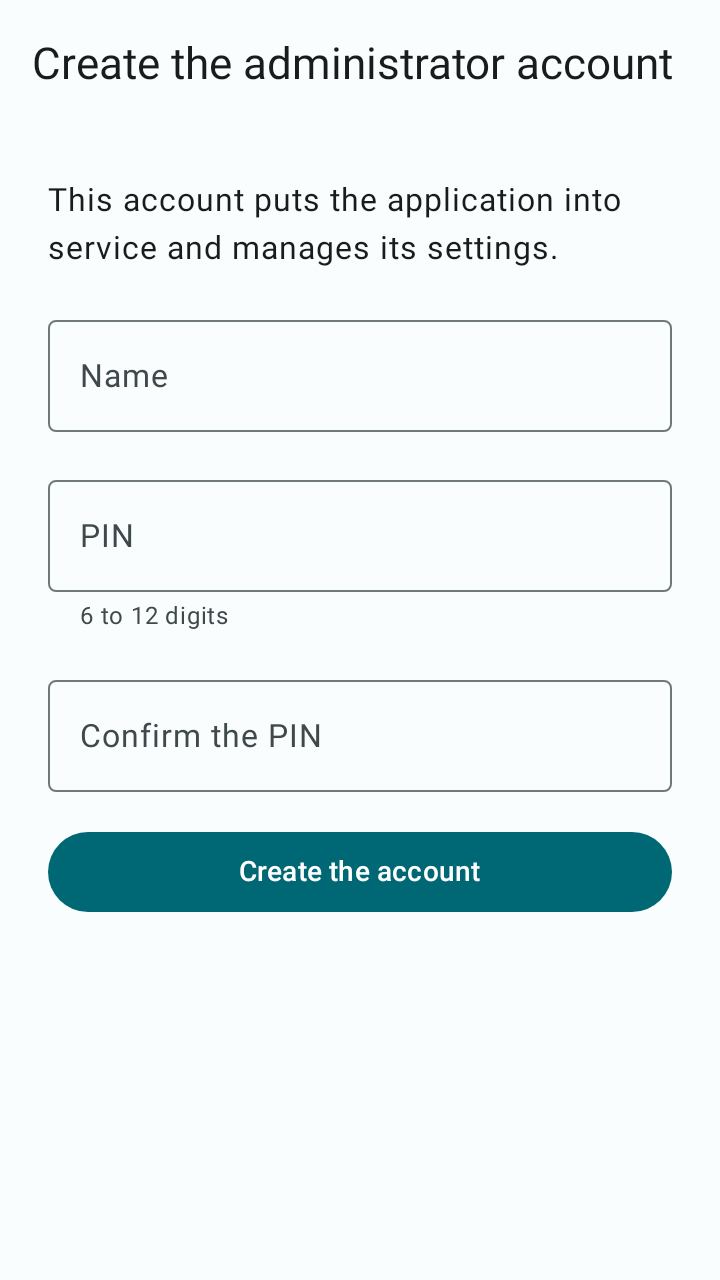 Create the administrator account
This account puts the application into
service and manages its settings.
Name
PIN
6 to 12 digits
Confirm the PIN
Create the account